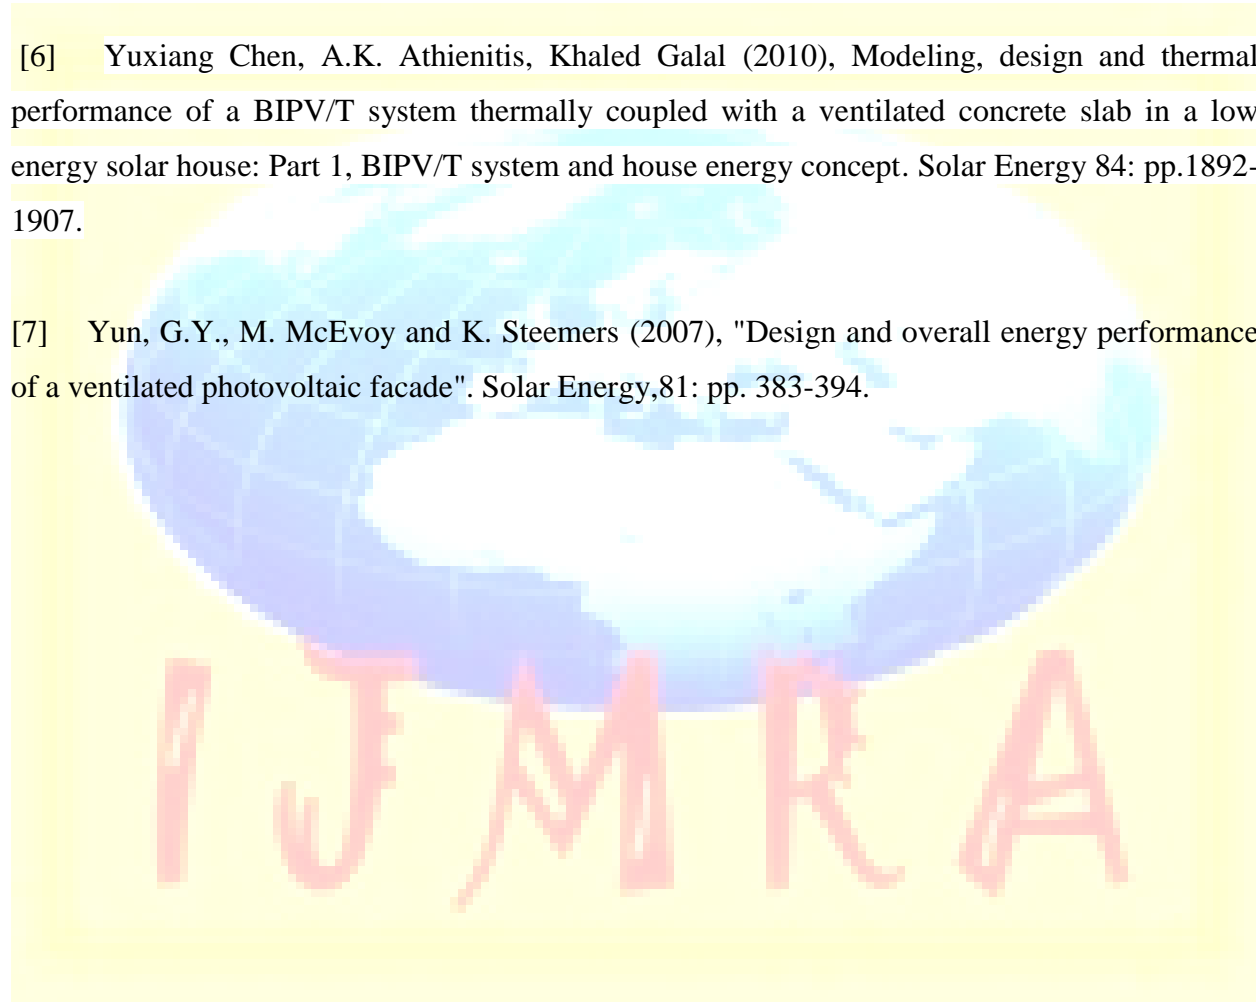 [6] Yuxiang Chen, A.K. Athienitis, Khaled Galal (2010), Modeling, design and thermal
performance of a BIPV/T system thermally coupled with a ventilated concrete slab in a low
energy solar house: Part 1, BIPV/T system and house energy concept. Solar Energy 84: pp.1892-
1907.
[7] Yun, G.Y., M. McEvoy and K. Steemers (2007), "Design and overall energy performance
of a ventilated photovoltaic facade". Solar Energy,81: pp. 383-394.
IJMRA